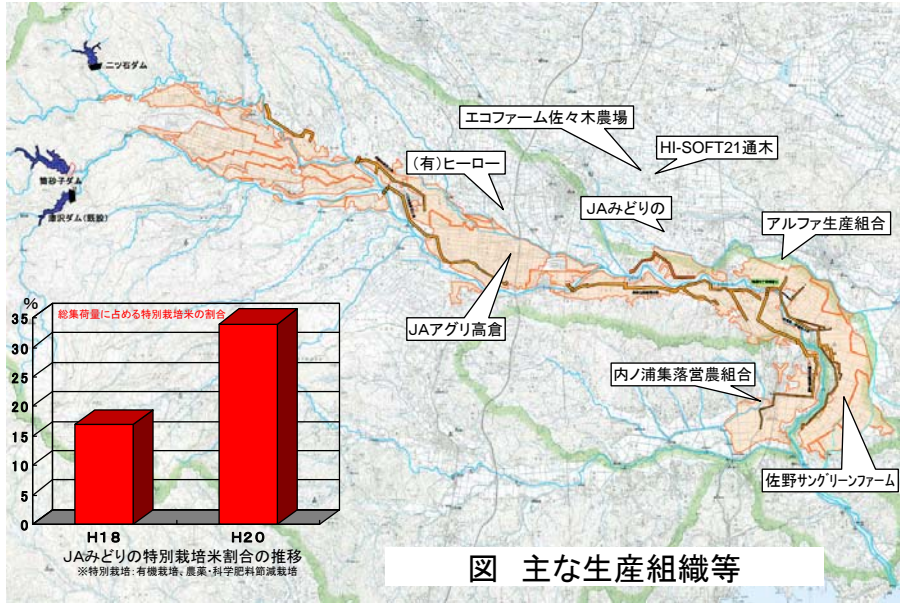 二ツ石ダム
筒砂子ダム
漆沢ダム(既設)
エコファーム佐々木農場
HI-SOFT21通木
(有)ヒーロー
JAみどりの
アルファ生産組合
JAアグリ高倉
内ノ浦集落営農組合
佐野サングリーンファーム
%
総集荷量に占める特別栽培米の割合
35
30
25
20
15
10
5
0
H18
H20
JAみどりの特別栽培米割合の推移
※特別栽培:有機栽培、農薬・科学肥料節減栽培
図 主な生産組織等